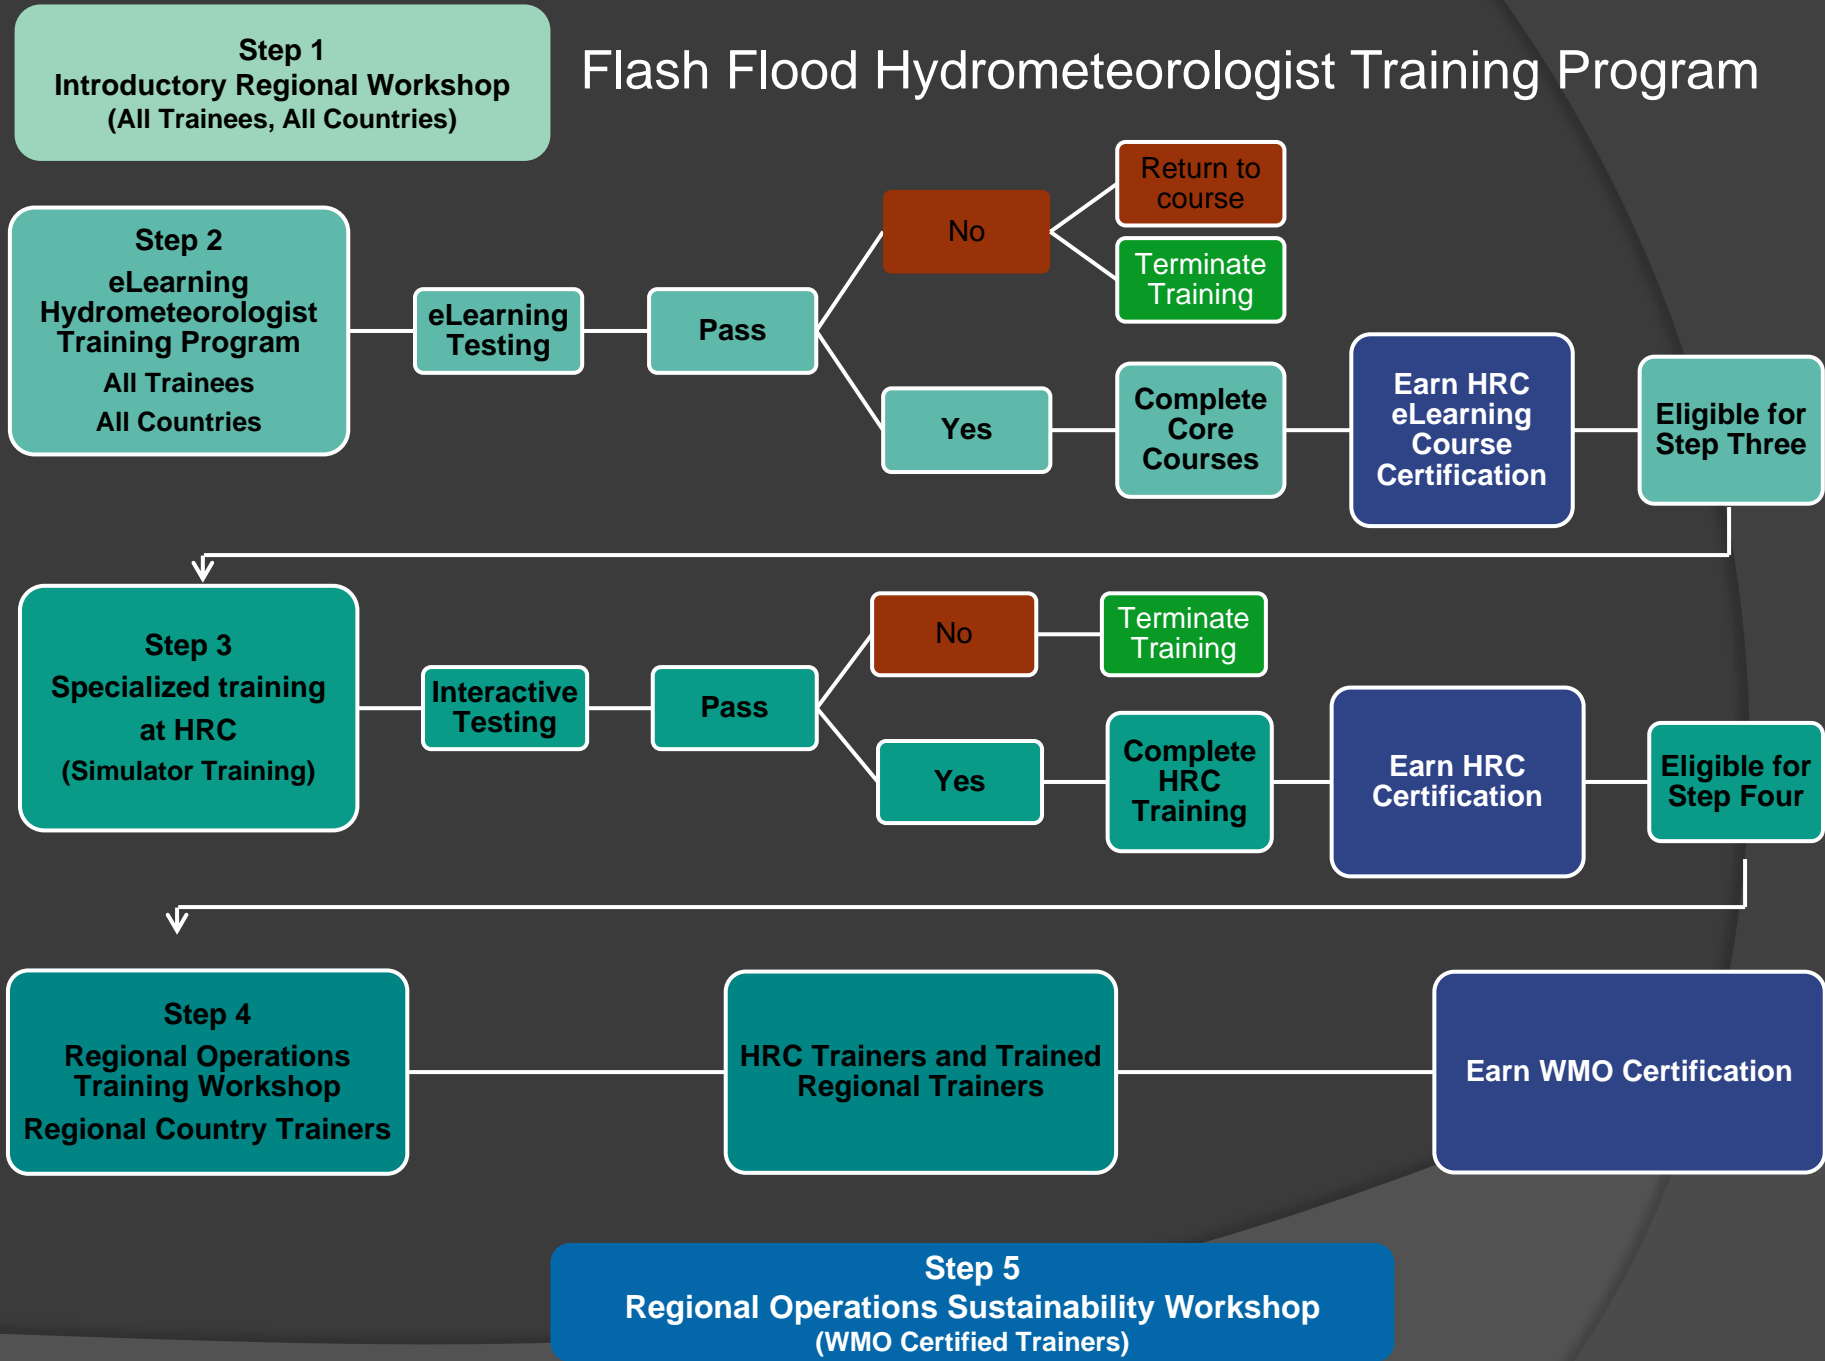 Step 1
Introductory Regional Workshop
(All Trainees, All Countries)
Flash Flood Hydrometeorologist Training Program
Step 2
eLearning
Hydrometeorologist
Training Program
All Trainees
All Countries
eLearning
Testing
Pass
No
Return to
course
Terminate
Training
Yes
Complete
Core
Courses
Earn HRC
eLearning
Course
Certification
Eligible for
Step Three
Step 3
Specialized training
at HRC
(Simulator Training)
Interactive
Testing
Pass
No
Terminate
Training
Yes
Complete
HRC
Training
Earn HRC
Certification
Eligible for
Step Four
Step 4
Regional Operations
Training Workshop
Regional Country Trainers
HRC Trainers and Trained
Regional Trainers
Earn WMO Certification
Step 5
Regional Operations Sustainability Workshop
(WMO Certified Trainers)